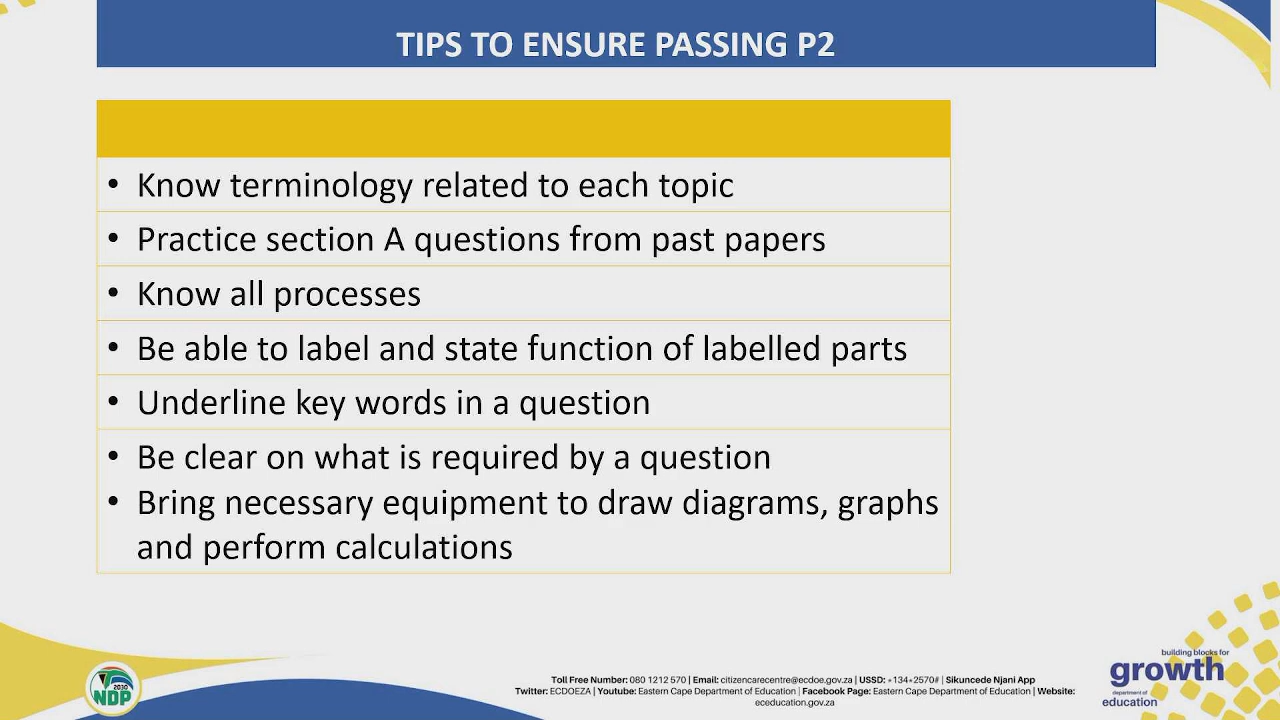 TIPS TO ENSURE PASSING P2
• Know terminology related to each topic
• Practice section A questions from past papers
• Know all processes
• Be able to label and state function of labelled parts
• Underline key words in a question
• Be clear on what is required by a question
• Bring necessary equipment to draw diagrams, graphs
and perform calculations
2030
NDP
Toll Free Number: 080 1212 570 | Email: citizencarecentre@ecdoe.gov.za | USSD: *134*2570# | Sikuncede Njani App
Twitter: ECDOEZA | Youtube: Eastern Cape Department of Education | Facebook Page: Eastern Cape Department of Education | Website:
eceducation.gov.za
building blocks for
growth
department of
education